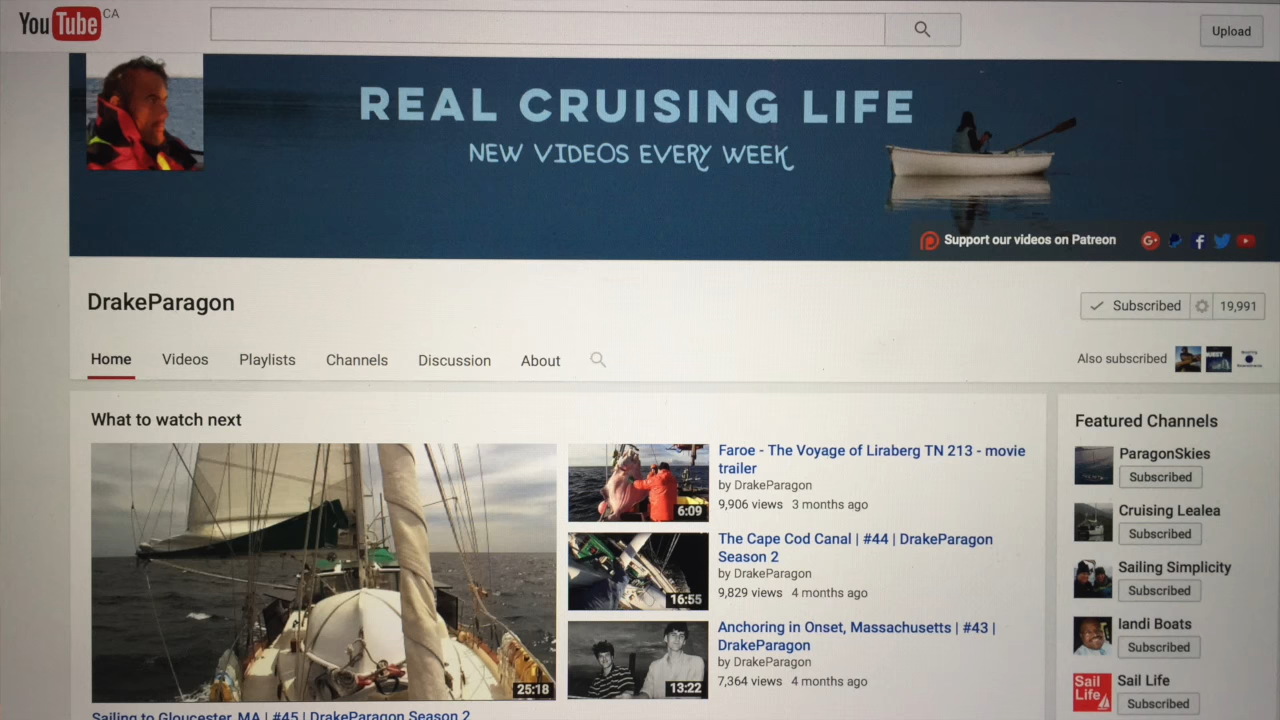 YouTube CA
Upload
REAL CRUISING LIFE
NEW VIDEOS EVERY WEEK
Support our videos on Patreon
DrakeParagon
Subscribed 19,991
Home Videos Playlists Channels Discussion About
Also subscribed
What to watch next
25:18
Sailing to Gloucester, MA | #45 | DrakeParagon Season 2
6:09
Faroe - The Voyage of Liraberg TN 213 - movie
trailer
by DrakeParagon
9,906 views 3 months ago
16:55
The Cape Cod Canal | #44 | DrakeParagon
Season 2
by DrakeParagon
9,829 views 4 months ago
13:22
Anchoring in Onset, Massachusetts | #43 |
DrakeParagon
by DrakeParagon
7,364 views 4 months ago
Featured Channels
ParagonSkies
Subscribed
Cruising Lealea
Subscribed
Sailing Simplicity
Subscribed
landi Boats
Subscribed
Sail
Life
Sail Life
Subscribed